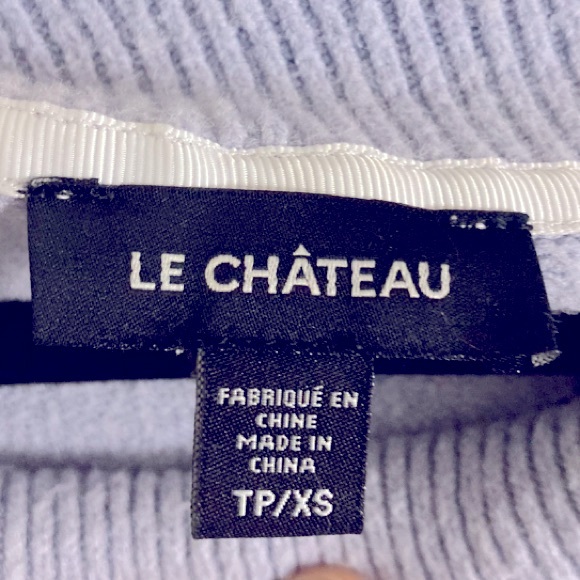 LE CHÂTEAU
FABRIQUÉ EN
CHINE
MADE IN
CHINA
TP/XS